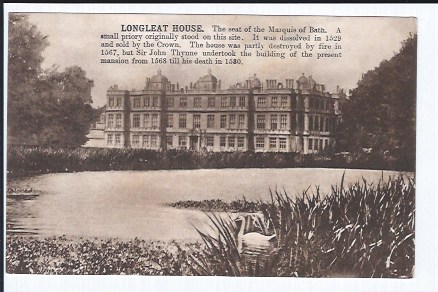 LONGLEAT HOUSE. The seat of the Marquis of Bath. A
small priory originally stood on this site. It was dissolved in 1529
and sold by the Crown. The house was partly destroyed by fire in
1567, but Sir John Thynne undertook the building of the present
mansion from 1568 till his death in 1580.